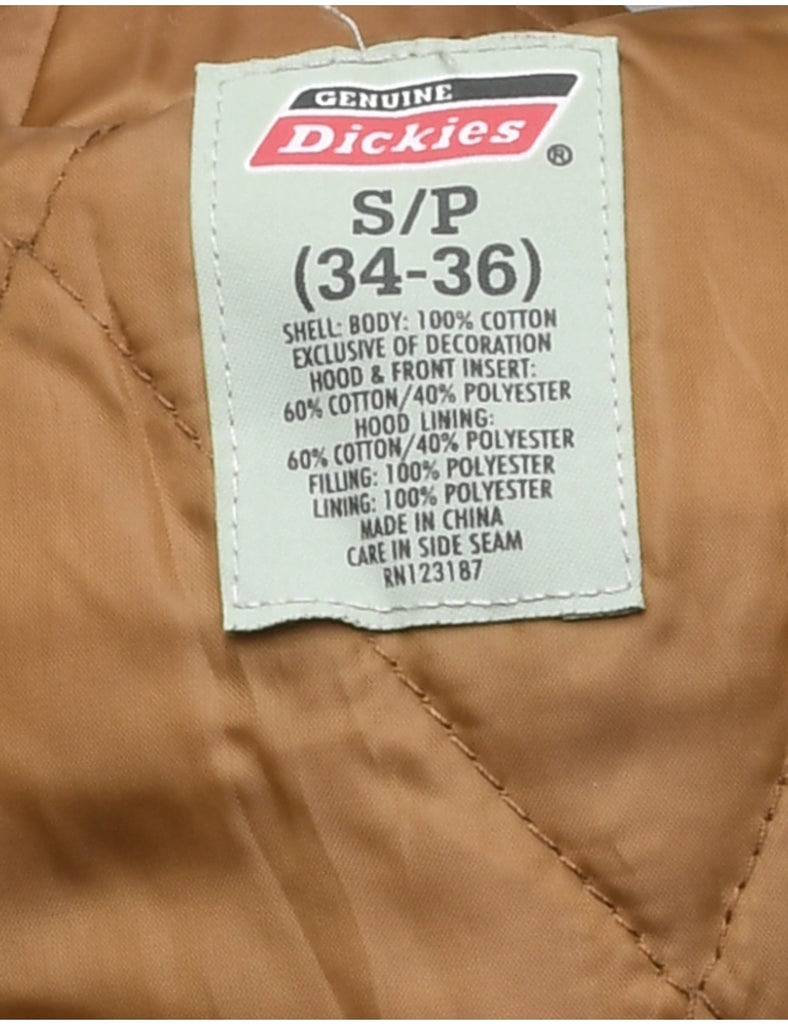 GENUINE
Dickies®
S/P
(34-36)
SHELL: BODY: 100% COTTON
EXCLUSIVE OF DECORATION
HOOD & FRONT INSERT:
60% COTTON/40% POLYESTER
HOOD LINING:
60% COTTON/40% POLYESTER
FILLING: 100% POLYESTER
LINING: 100% POLYESTER
MADE IN CHINA
CARE IN SIDE SEAM
RN123187